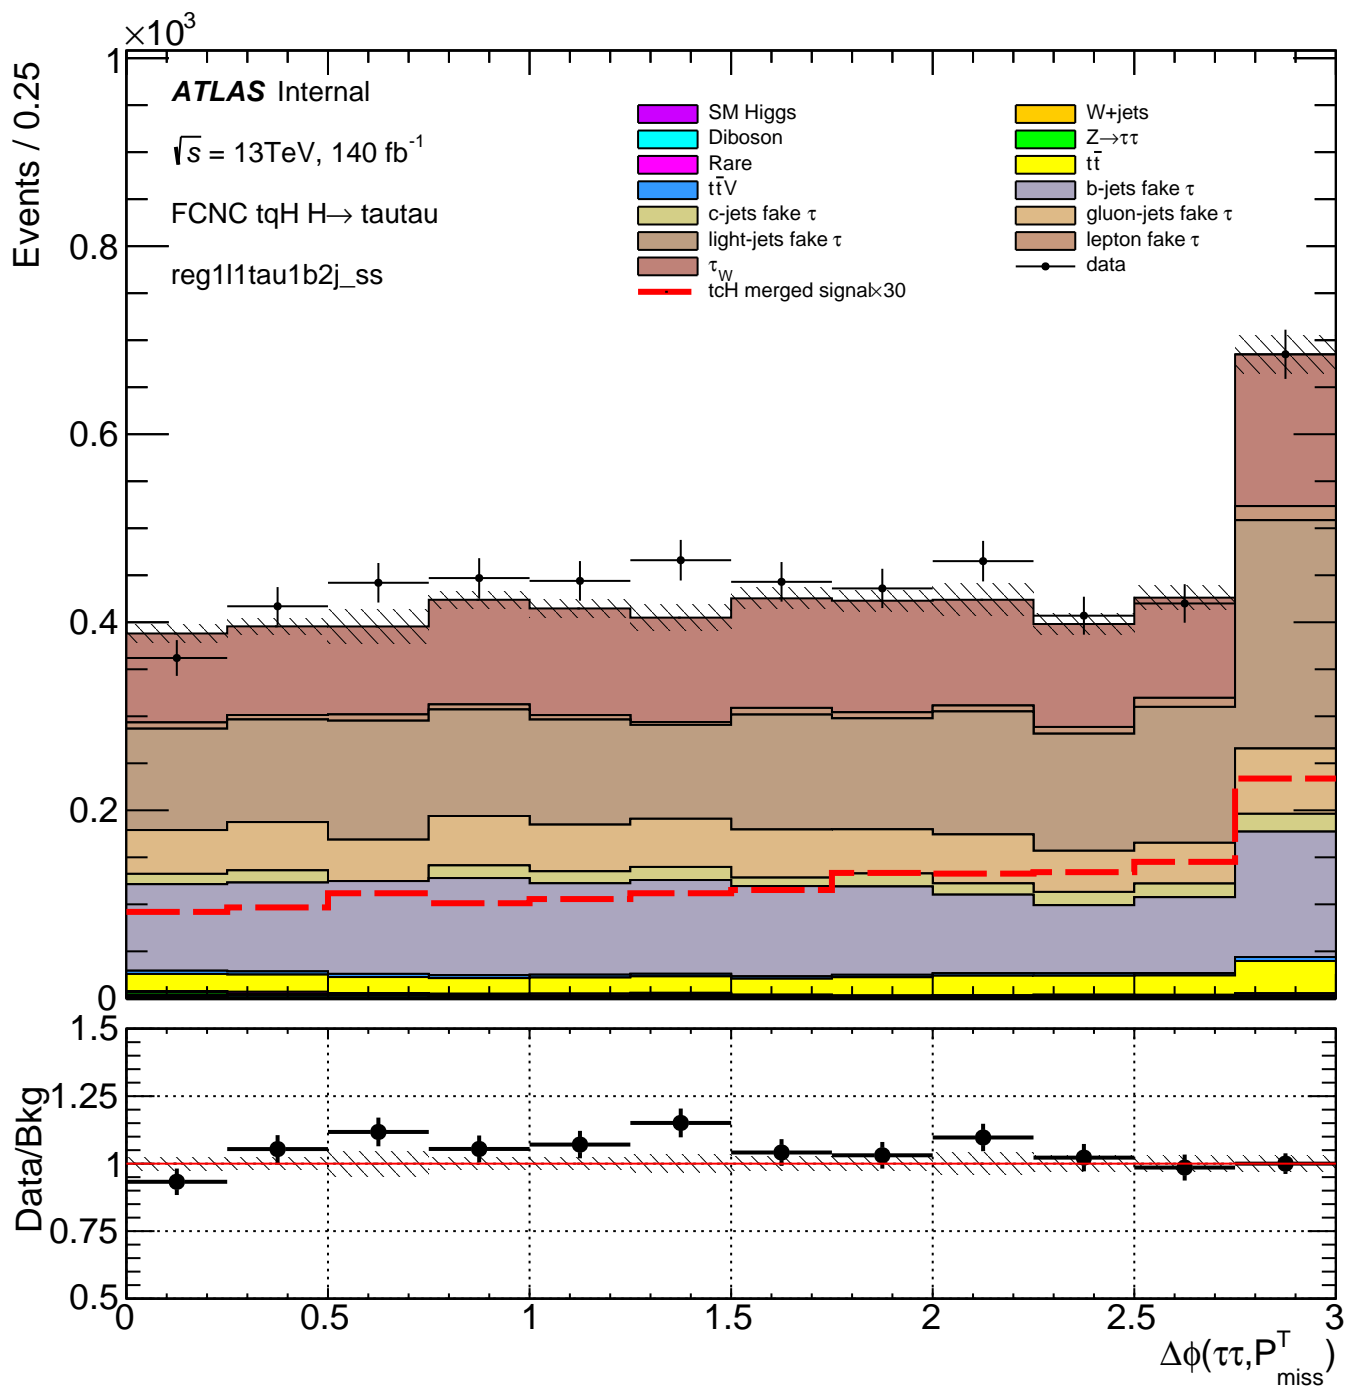 ×10³
Events / 0.25
1
0.8
0.6
0.4
0.2
0
ATLAS Internal
√s = 13TeV, 140 fb⁻¹
FCNC tqH H→ tautau
reg1l1tau1b2j_ss
SM Higgs
Diboson
Rare
tt̄V
c-jets fake τ
light-jets fake τ
τ_W
tcH merged signal×30
W+jets
Z→ττ
tt̄
b-jets fake τ
gluon-jets fake τ
lepton fake τ
data
Data/Bkg
1.5
1.25
1
0.75
0.5
0 0.5 1 1.5 2 2.5 3
Δϕ(ττ,P^T_miss)